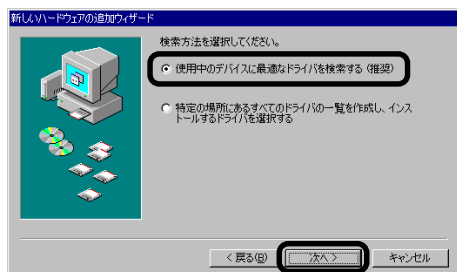 新しいハードウェアの追加ウィザード
検索方法を選択してください。
使用中のデバイスに最適なドライバを検索する (推奨)
特定の場所にあるすべてのドライバの一覧を作成し、インス
トールするドライバを選択する
< 戻る(B)
次へ >
キャンセル